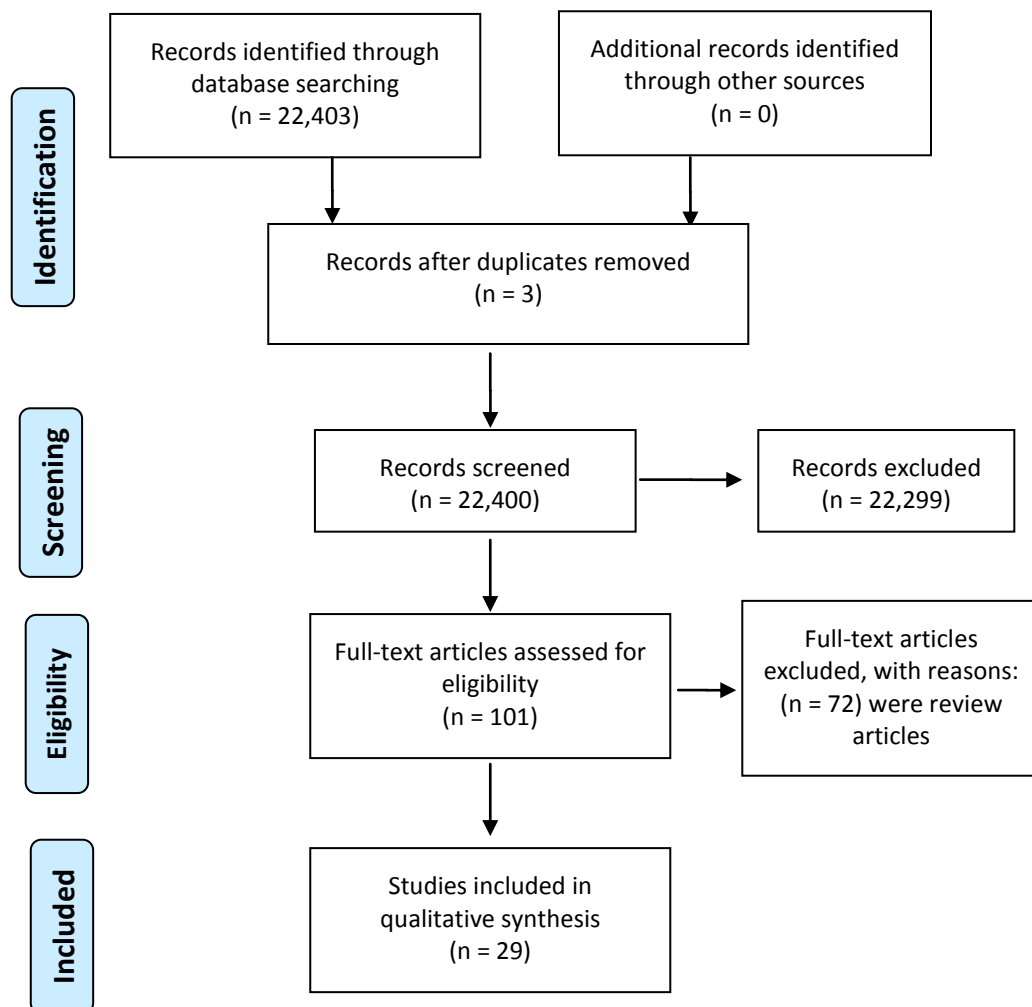 Identification
Records identified through
database searching
(n = 22,403)
Additional records identified
through other sources
(n = 0)
Records after duplicates removed
(n = 3)
Screening
Records screened
(n = 22,400)
Records excluded
(n = 22,299)
Eligibility
Full-text articles assessed for
eligibility
(n = 101)
Full-text articles
excluded, with reasons:
(n = 72) were review
articles
Included
Studies included in
qualitative synthesis
(n = 29)